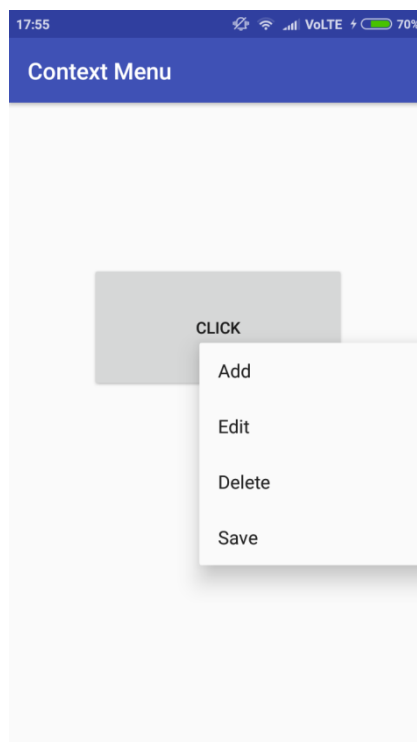 17:55 VoLTE 70%
Context Menu
CLICK
Add
Edit
Delete
Save